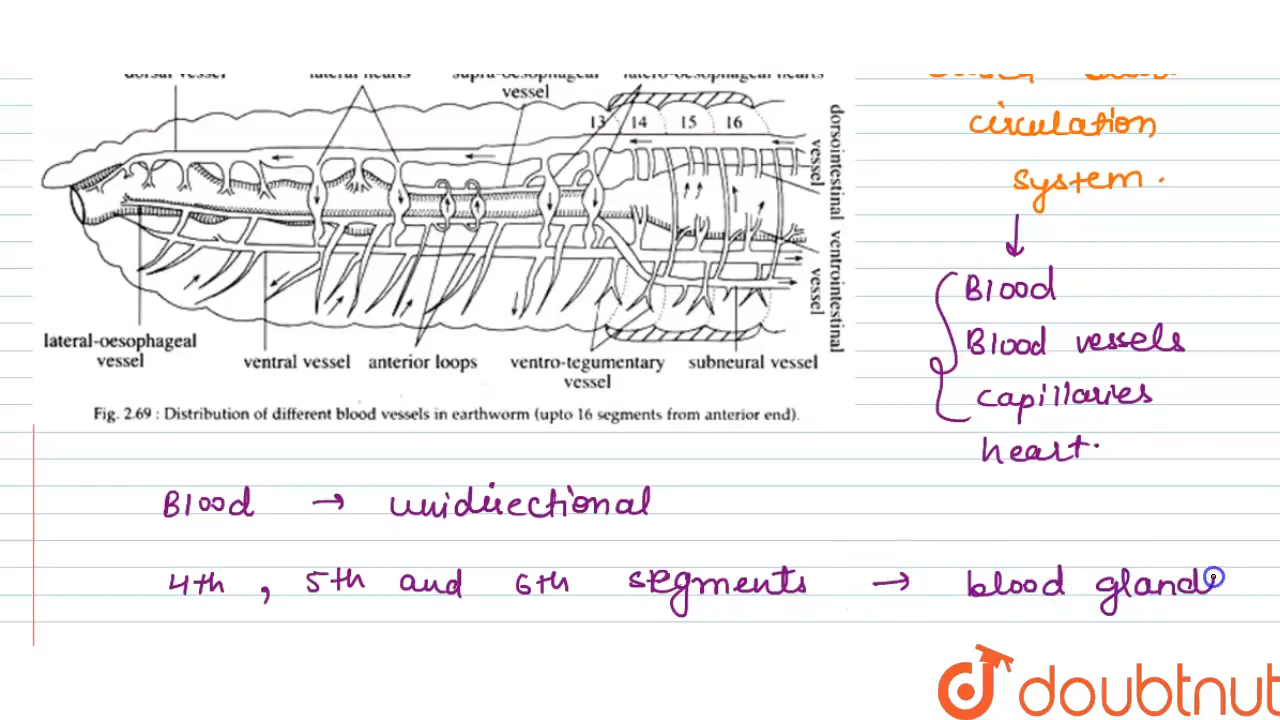 dorsal vessel lateral hearts supra-oesophageal vessel latero-oesophageal hearts
13 14 15 16
dorsointestinal vessel
ventrointestinal vessel
lateral-oesophageal vessel
ventral vessel
anterior loops
ventro-tegumentary vessel
subneural vessel
Fig. 2.69 : Distribution of different blood vessels in earthworm (upto 16 segments from anterior end).
circulation
system.
Blood
Blood vessels
capillaries
heart.
Blood → unidirectional
4th, 5th and 6th segments → blood gland
doubtnut